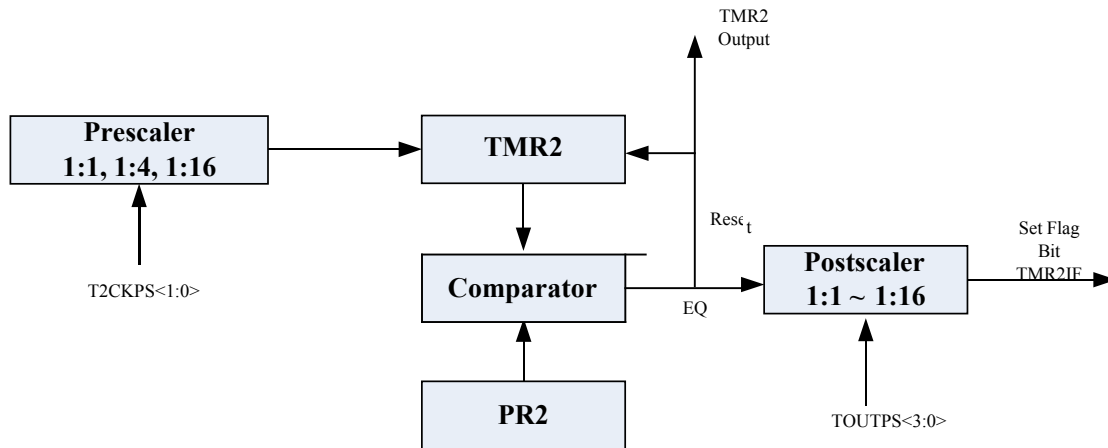 TMR2
Output
Prescaler
1:1, 1:4, 1:16
TMR2
Reset
T2CKPS<1:0>
Comparator
EQ
Postscaler
1:1 ~ 1:16
Set Flag
Bit
TMR2IF
PR2
TOUTPS<3:0>